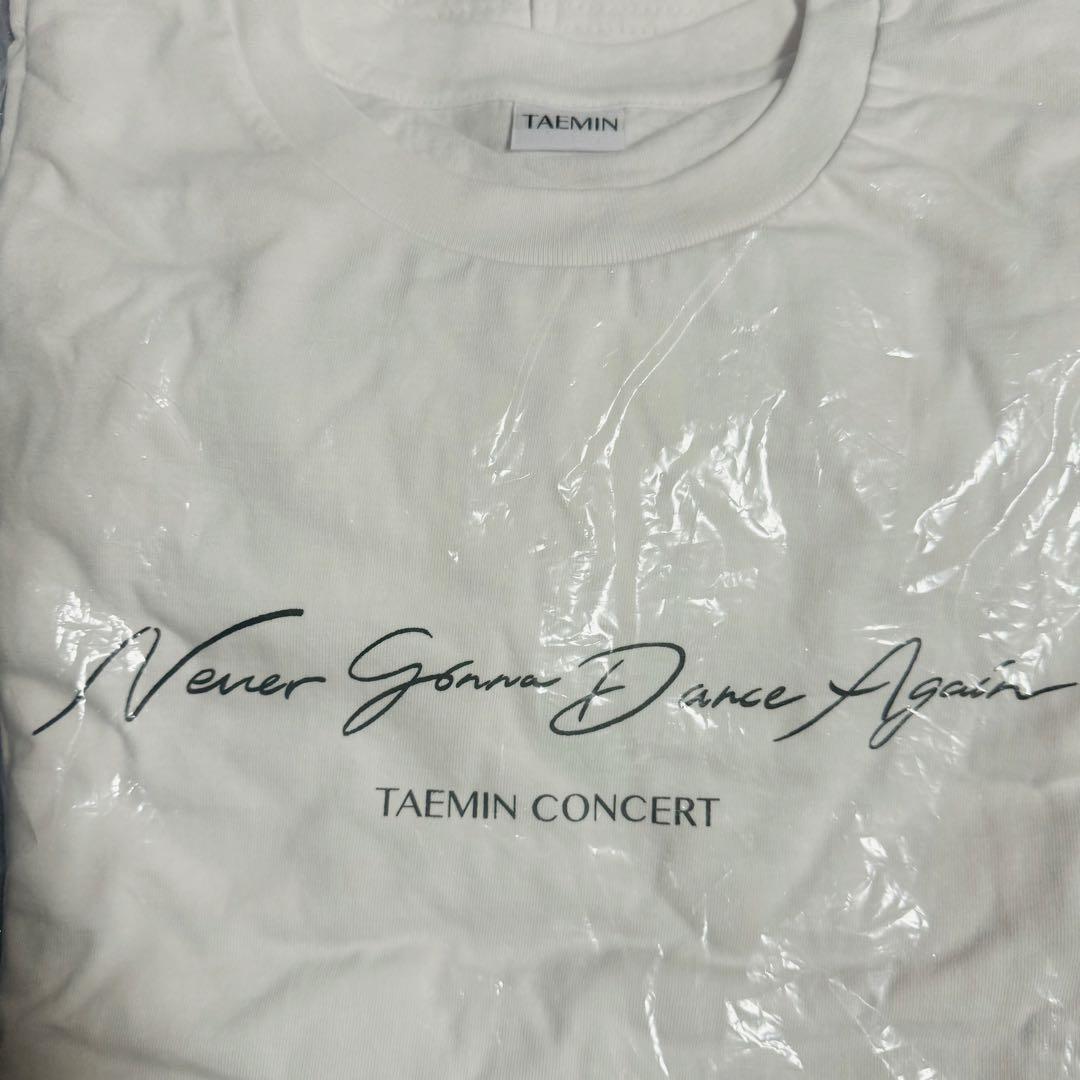 TAEMIN
Never Gonna Dance Again
TAEMIN CONCERT